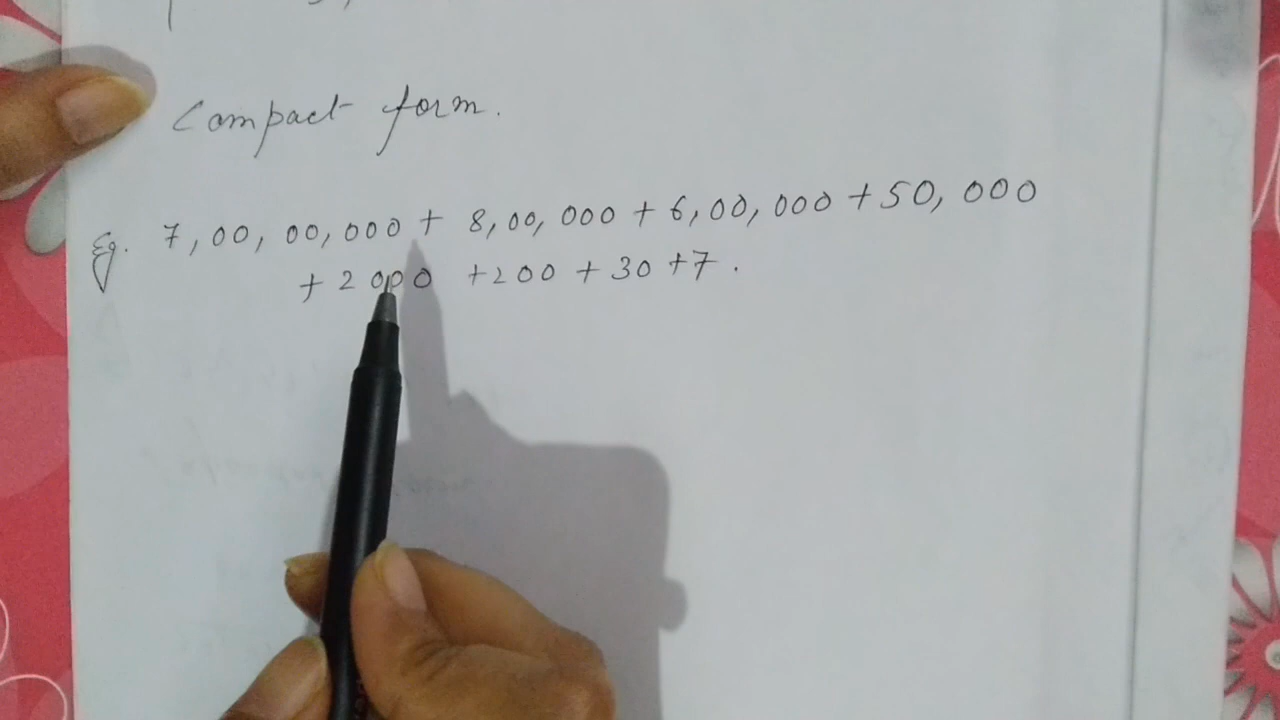 Compact form.
Eg. 7,00,00,000 + 8,00,000 + 6,00,000 + 50,000
+ 2000 + 200 + 30 + 7.